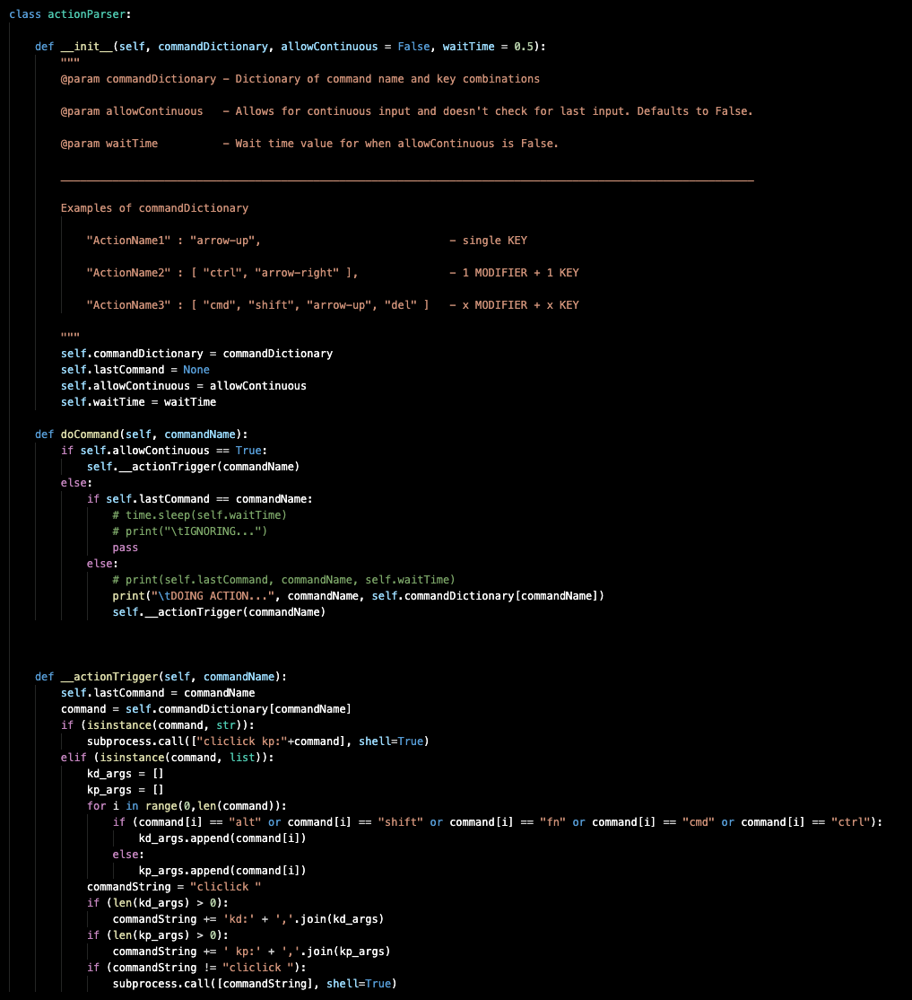 class actionParser:
def __init__(self, commandDictionary, allowContinuous = False, waitTime = 0.5):
"""
@param commandDictionary - Dictionary of command name and key combinations
@param allowContinuous   - Allows for continuous input and doesn't check for last input. Defaults to False.
@param waitTime          - Wait time value for when allowContinuous is False.
___________________________________________________________________________________________________________
Examples of commandDictionary
"ActionName1" : "arrow-up",                             - single KEY
"ActionName2" : [ "ctrl", "arrow-right" ],              - 1 MODIFIER + 1 KEY
"ActionName3" : [ "cmd", "shift", "arrow-up", "del" ]   - x MODIFIER + x KEY
"""
self.commandDictionary = commandDictionary
self.lastCommand = None
self.allowContinuous = allowContinuous
self.waitTime = waitTime
def doCommand(self, commandName):
if self.allowContinuous == True:
self.__actionTrigger(commandName)
else:
if self.lastCommand == commandName:
# time.sleep(self.waitTime)
# print("\tIGNORING...")
pass
else:
# print(self.lastCommand, commandName, self.waitTime)
print("\tDOING ACTION...", commandName, self.commandDictionary[commandName])
self.__actionTrigger(commandName)
def __actionTrigger(self, commandName):
self.lastCommand = commandName
command = self.commandDictionary[commandName]
if (isinstance(command, str)):
subprocess.call(["cliclick kp:"+command], shell=True)
elif (isinstance(command, list)):
kd_args = []
kp_args = []
for i in range(0,len(command)):
if (command[i] == "alt" or command[i] == "shift" or command[i] == "fn" or command[i] == "cmd" or command[i] == "ctrl"):
kd_args.append(command[i])
else:
kp_args.append(command[i])
commandString = "cliclick "
if (len(kd_args) > 0):
commandString += 'kd:' + ','.join(kd_args)
if (len(kp_args) > 0):
commandString += ' kp:' + ','.join(kp_args)
if (commandString != "cliclick "):
subprocess.call([commandString], shell=True)